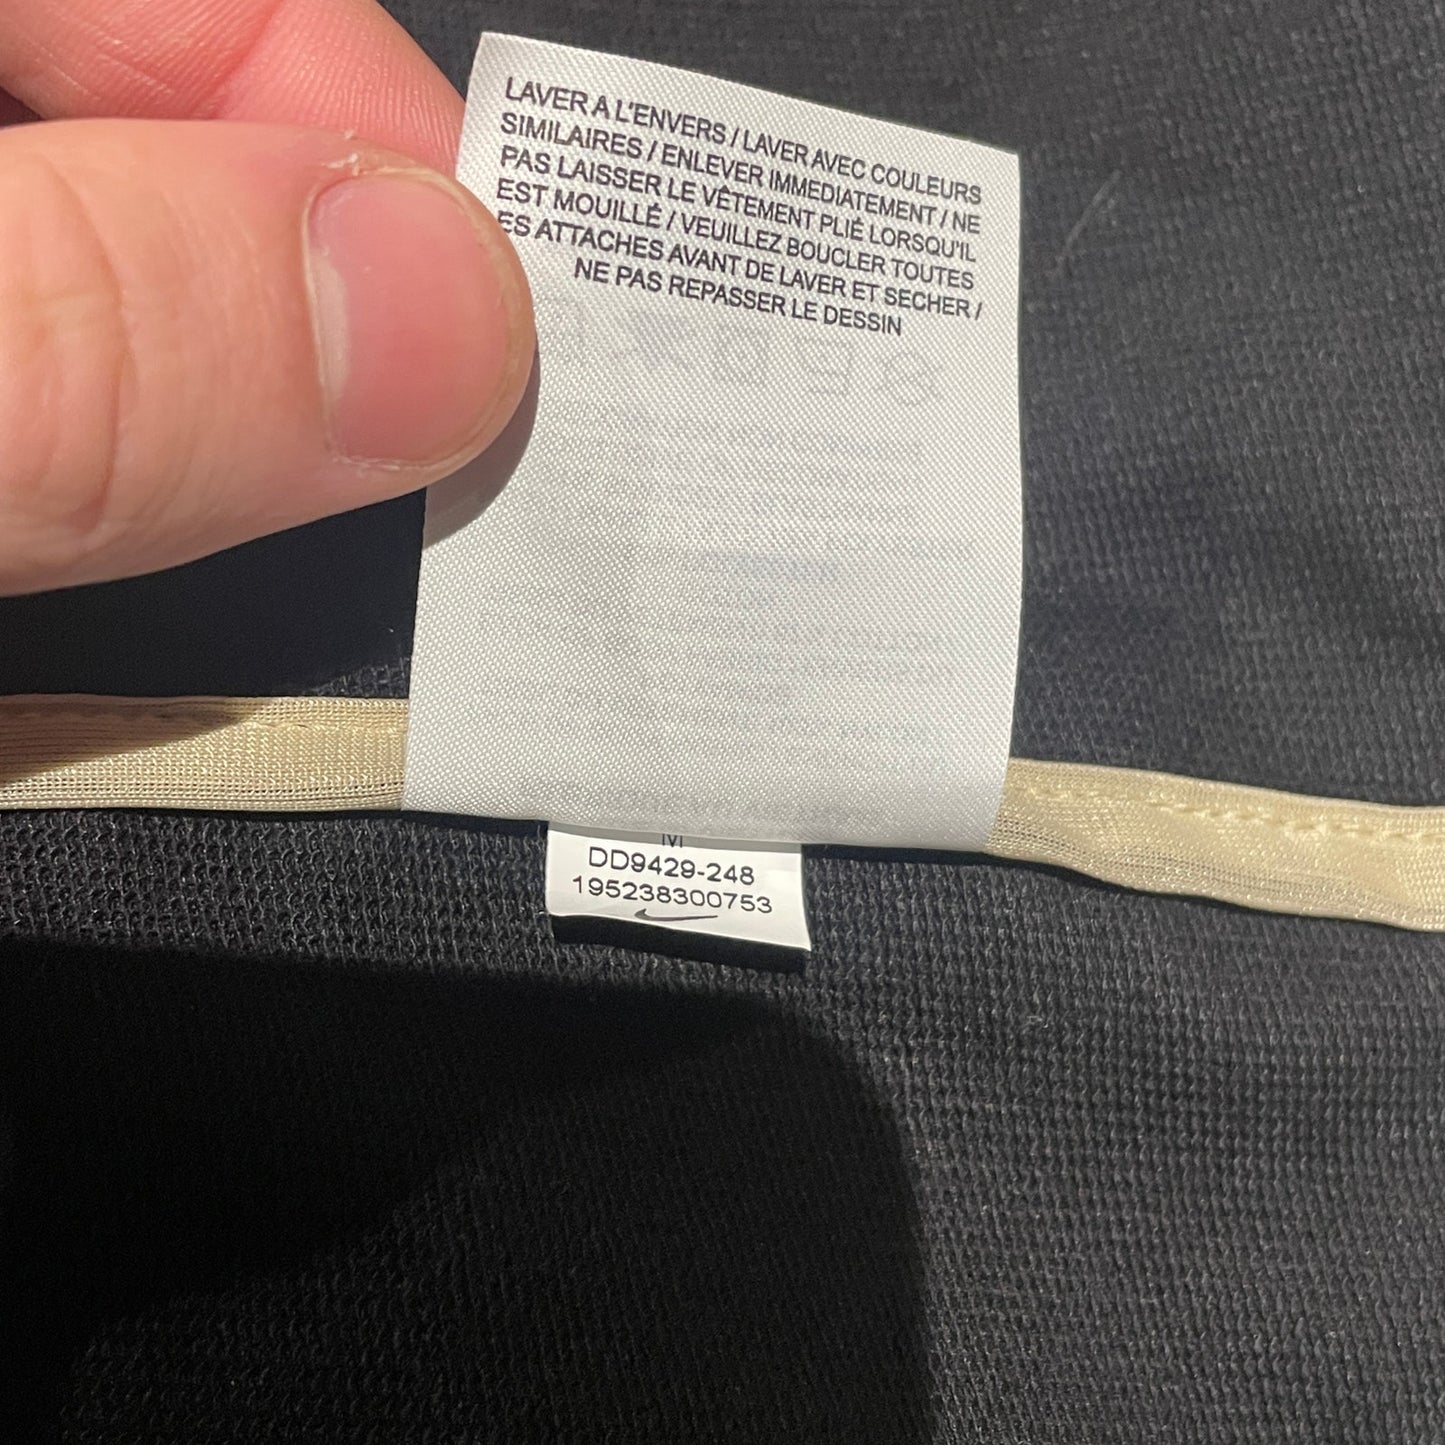 LAVER A L'ENVERS / LAVER AVEC COULEURS
SIMILAIRES / ENLEVER IMMEDIATEMENT / NE
PAS LAISSER LE VÊTEMENT PLIÉ LORSQU'IL
EST MOUILLÉ / VEUILLEZ BOUCLER TOUTES
ES ATTACHES AVANT DE LAVER ET SECHER /
NE PAS REPASSER LE DESSIN
M
DD9429-248
195238300753